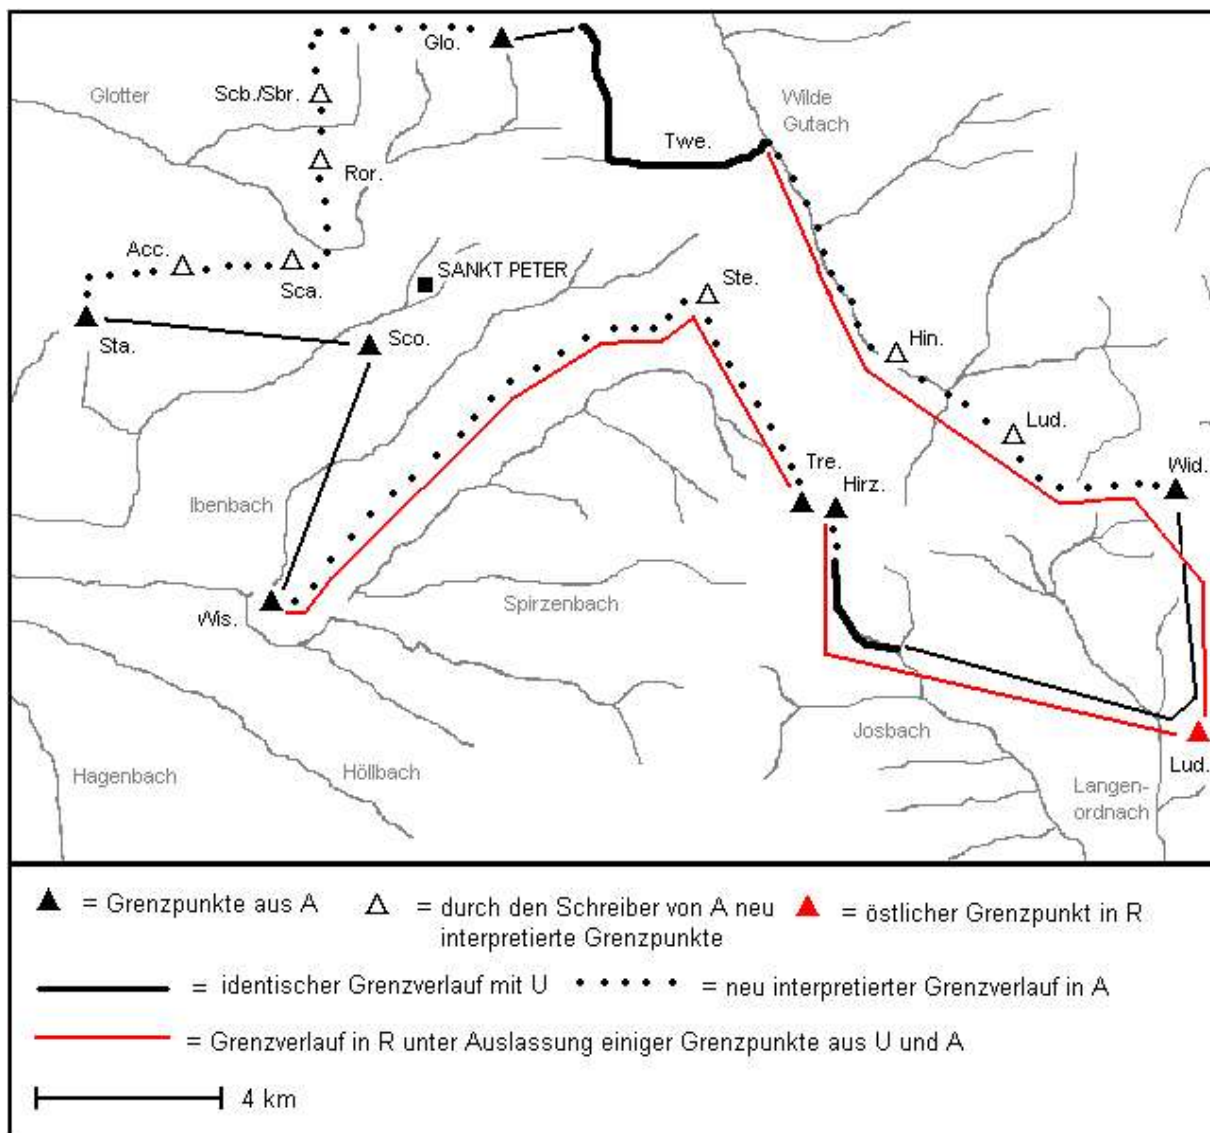 Glo.
Glotter
Scb./Sbr.
Wilde
Gutach
Twe.
Ror.
Acc.
Sca.
SANKT PETER
Ste.
Sta.
Sco.
Hin.
Lud.
Tre.
Hirz.
Wid.
Ibenbach
Spirzenbach
Wis.
Josbach
Hagenbach
Höllbach
Lud.
Langen-
ordnach
= Grenzpunkte aus A
= durch den Schreiber von A neu
interpretierte Grenzpunkte
= östlicher Grenzpunkt in R
= identischer Grenzverlauf mit U
= neu interpretierter Grenzverlauf in A
= Grenzverlauf in R unter Auslassung einiger Grenzpunkte aus U und A
4 km